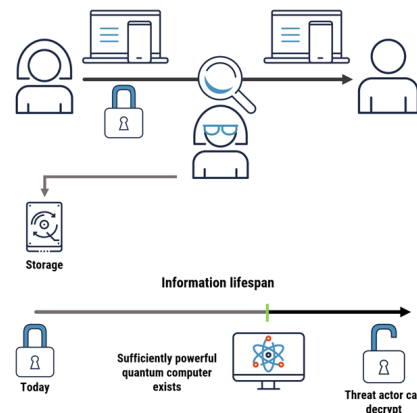 Storage
Information lifespan
Today
Sufficiently powerful
quantum computer
exists
Threat actor ca
decrypt